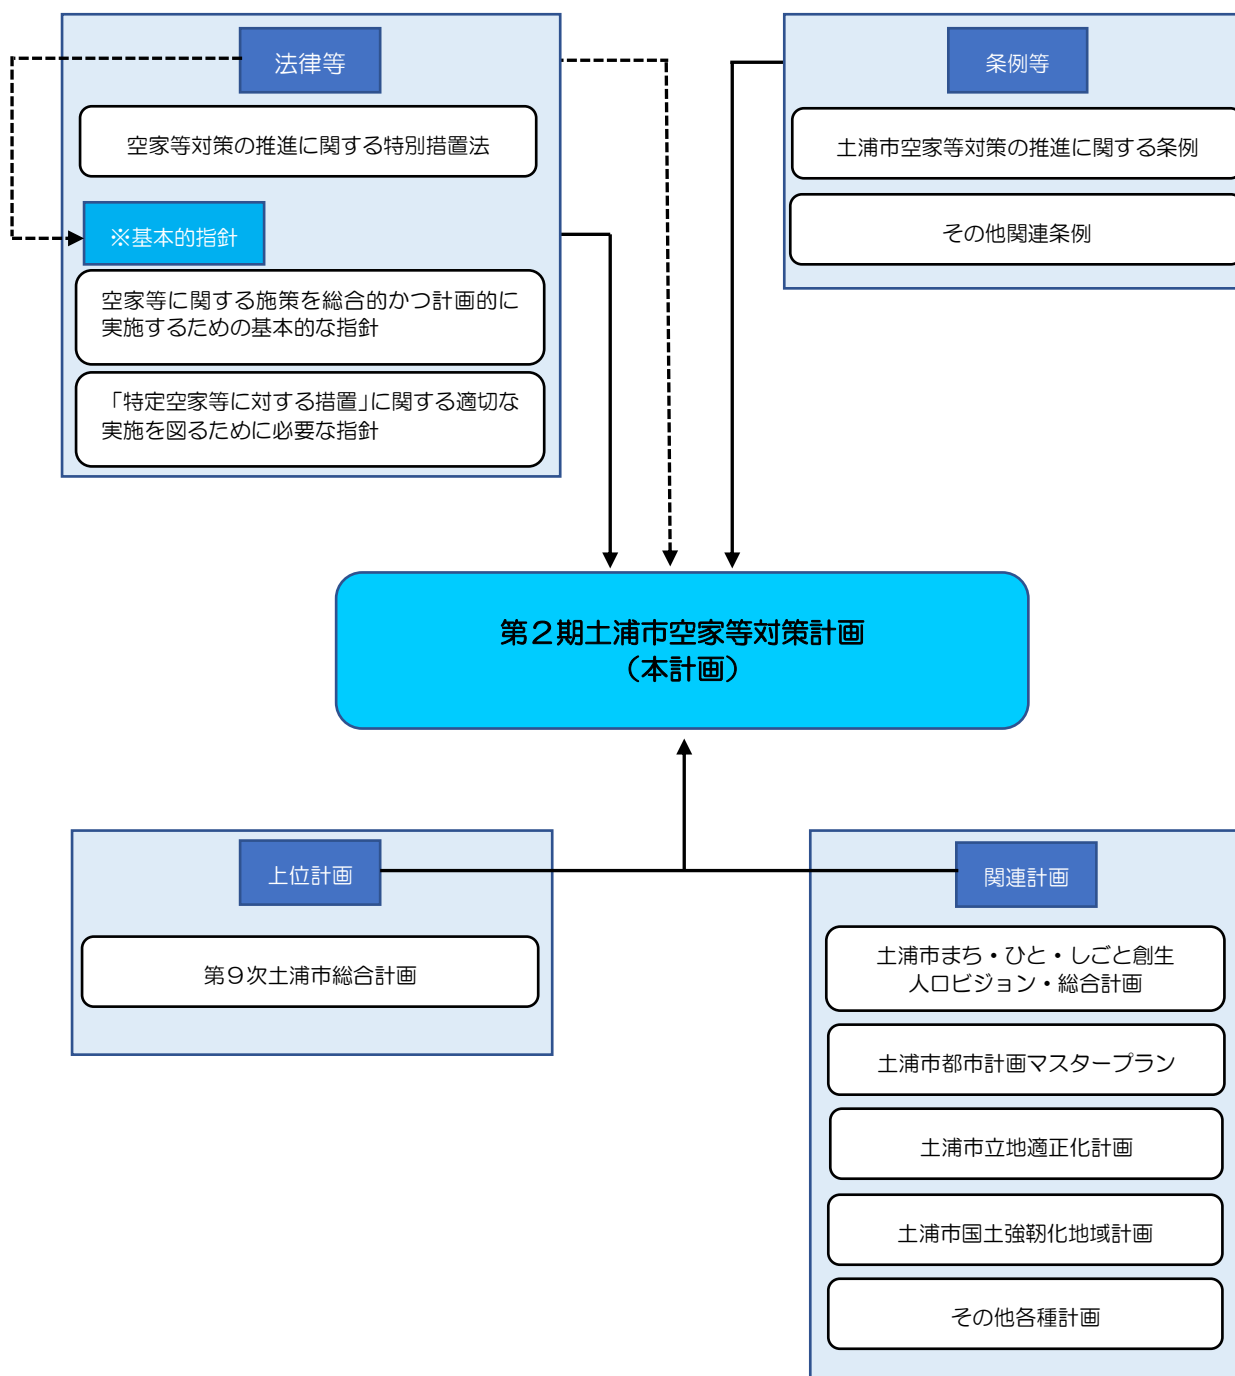 法律等
空家等対策の推進に関する特別措置法
※基本的指針
空家等に関する施策を総合的かつ計画的に
実施するための基本的な指針
「特定空家等に対する措置」に関する適切な
実施を図るために必要な指針
条例等
土浦市空家等対策の推進に関する条例
その他関連条例
第２期土浦市空家等対策計画
（本計画）
上位計画
第９次土浦市総合計画
関連計画
土浦市まち・ひと・しごと創生
人口ビジョン・総合計画
土浦市都市計画マスタープラン
土浦市立地適正化計画
土浦市国土強靭化地域計画
その他各種計画